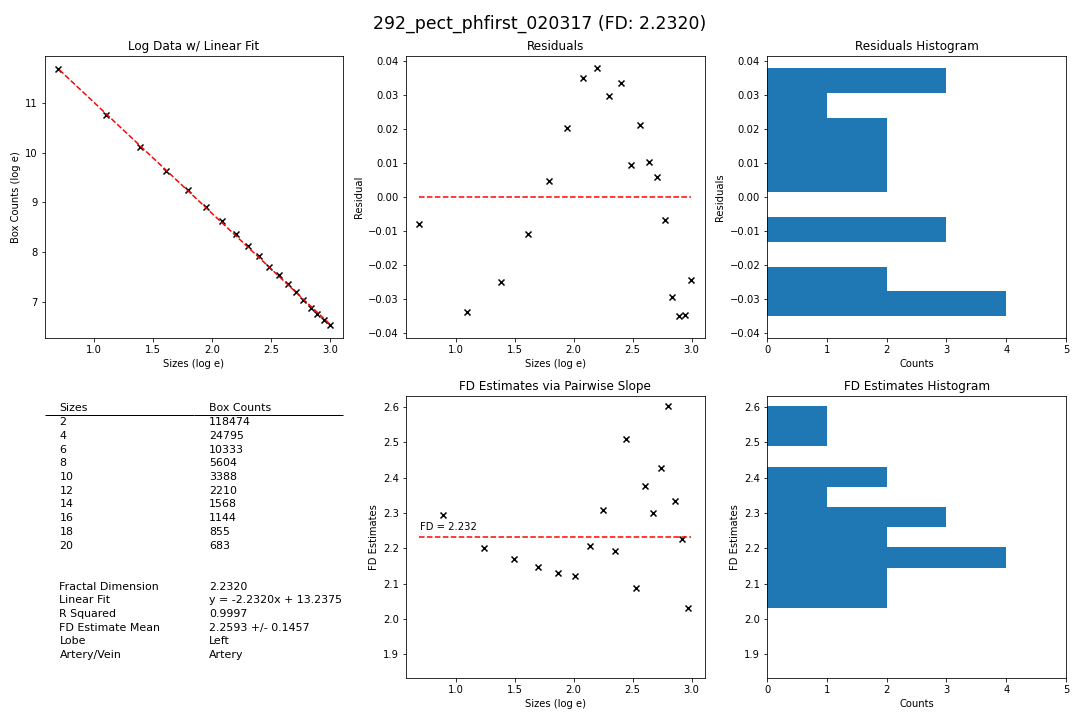 292_pect_phfirst_020317 (FD: 2.2320)
Log Data w/ Linear Fit
Box Counts (log e)
11
10
9
8
7
1.0 1.5 2.0 2.5 3.0
Sizes (log e)
Residuals
Residual
0.04
0.03
0.02
0.01
0.00
−0.01
−0.02
−0.03
−0.04
1.0 1.5 2.0 2.5 3.0
Sizes (log e)
Residuals Histogram
Residuals
0.04
0.03
0.02
0.01
0.00
−0.01
−0.02
−0.03
−0.04
0 1 2 3 4 5
Counts
Sizes Box Counts
2 118474
4 24795
6 10333
8 5604
10 3388
12 2210
14 1568
16 1144
18 855
20 683
Fractal Dimension 2.2320
Linear Fit y = -2.2320x + 13.2375
R Squared 0.9997
FD Estimate Mean 2.2593 +/- 0.1457
Lobe Left
Artery/Vein Artery
FD Estimates via Pairwise Slope
FD Estimates
2.6
2.5
2.4
2.3
2.2
2.1
2.0
1.9
FD = 2.232
1.0 1.5 2.0 2.5 3.0
Sizes (log e)
FD Estimates Histogram
FD Estimates
2.6
2.5
2.4
2.3
2.2
2.1
2.0
1.9
0 1 2 3 4 5
Counts